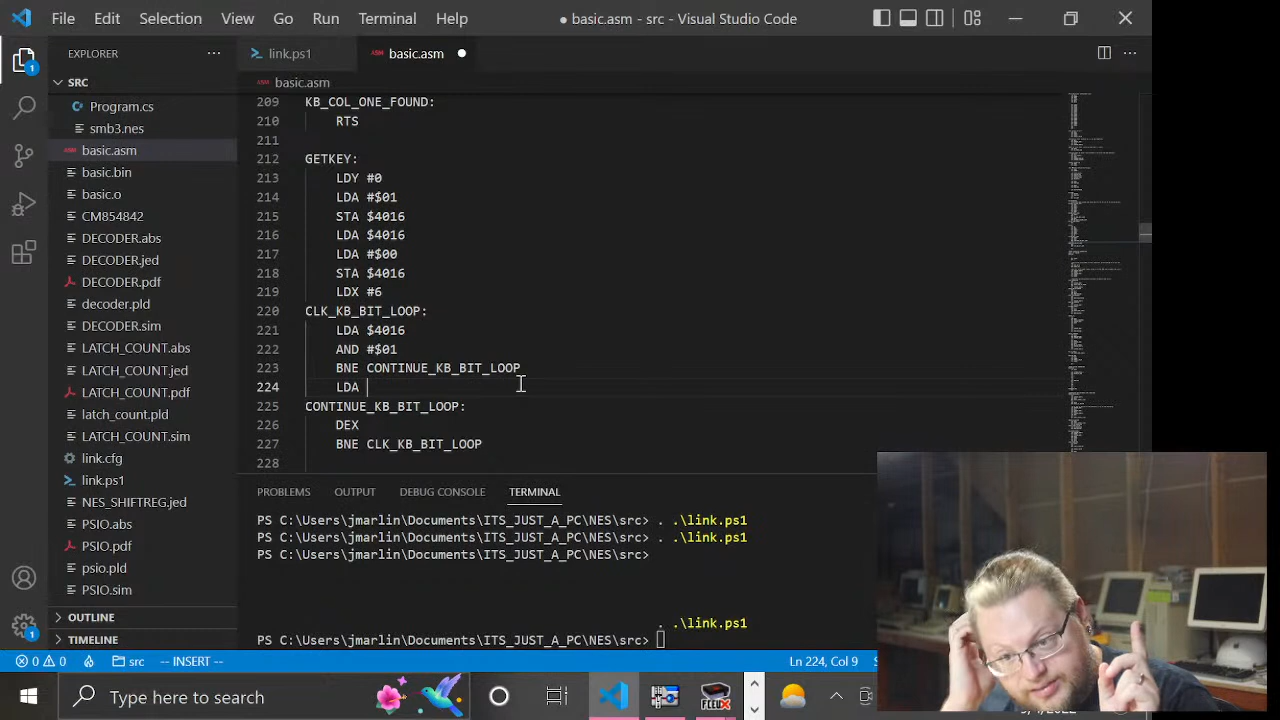 File Edit Selection View Go Run Terminal Help
● basic.asm - src - Visual Studio Code
EXPLORER ···
link.ps1
ASM basic.asm ●
SRC
ASM basic.asm
Program.cs
smb3.nes
ASM basic.asm
basic.bin
basic.o
CM854842
DECODER.abs
DECODER.jed
DECODER.pdf
decoder.pld
DECODER.sim
LATCH_COUNT.abs
LATCH_COUNT.jed
LATCH_COUNT.pdf
latch_count.pld
LATCH_COUNT.sim
link.cfg
link.ps1
NES_SHIFTREG.jed
PSIO.abs
PSIO.pdf
psio.pld
PSIO.sim
OUTLINE
TIMELINE
1
1
209 KB_COL_ONE_FOUND:
210 RTS
211
212 GETKEY:
213 LDY #0
214 LDA #$01
215 STA $4016
216 LDA $4016
217 LDA #$00
218 STA $4016
219 LDX #6
220 CLK_KB_BIT_LOOP:
221 LDA $4016
222 AND #$01
223 BNE CONTINUE_KB_BIT_LOOP
224 LDA
225 CONTINUE_KB_BIT_LOOP:
226 DEX
227 BNE CLK_KB_BIT_LOOP
228
PROBLEMS OUTPUT DEBUG CONSOLE TERMINAL
PS C:\Users\jmarlin\Documents\ITS_JUST_A_PC\NES\src> . .\link.ps1
PS C:\Users\jmarlin\Documents\ITS_JUST_A_PC\NES\src> . .\link.ps1
PS C:\Users\jmarlin\Documents\ITS_JUST_A_PC\NES\src>
. .\link.ps1
PS C:\Users\jmarlin\Documents\ITS_JUST_A_PC\NES\src>
0 0 src -- INSERT -- Ln 224, Col 9
Type here to search